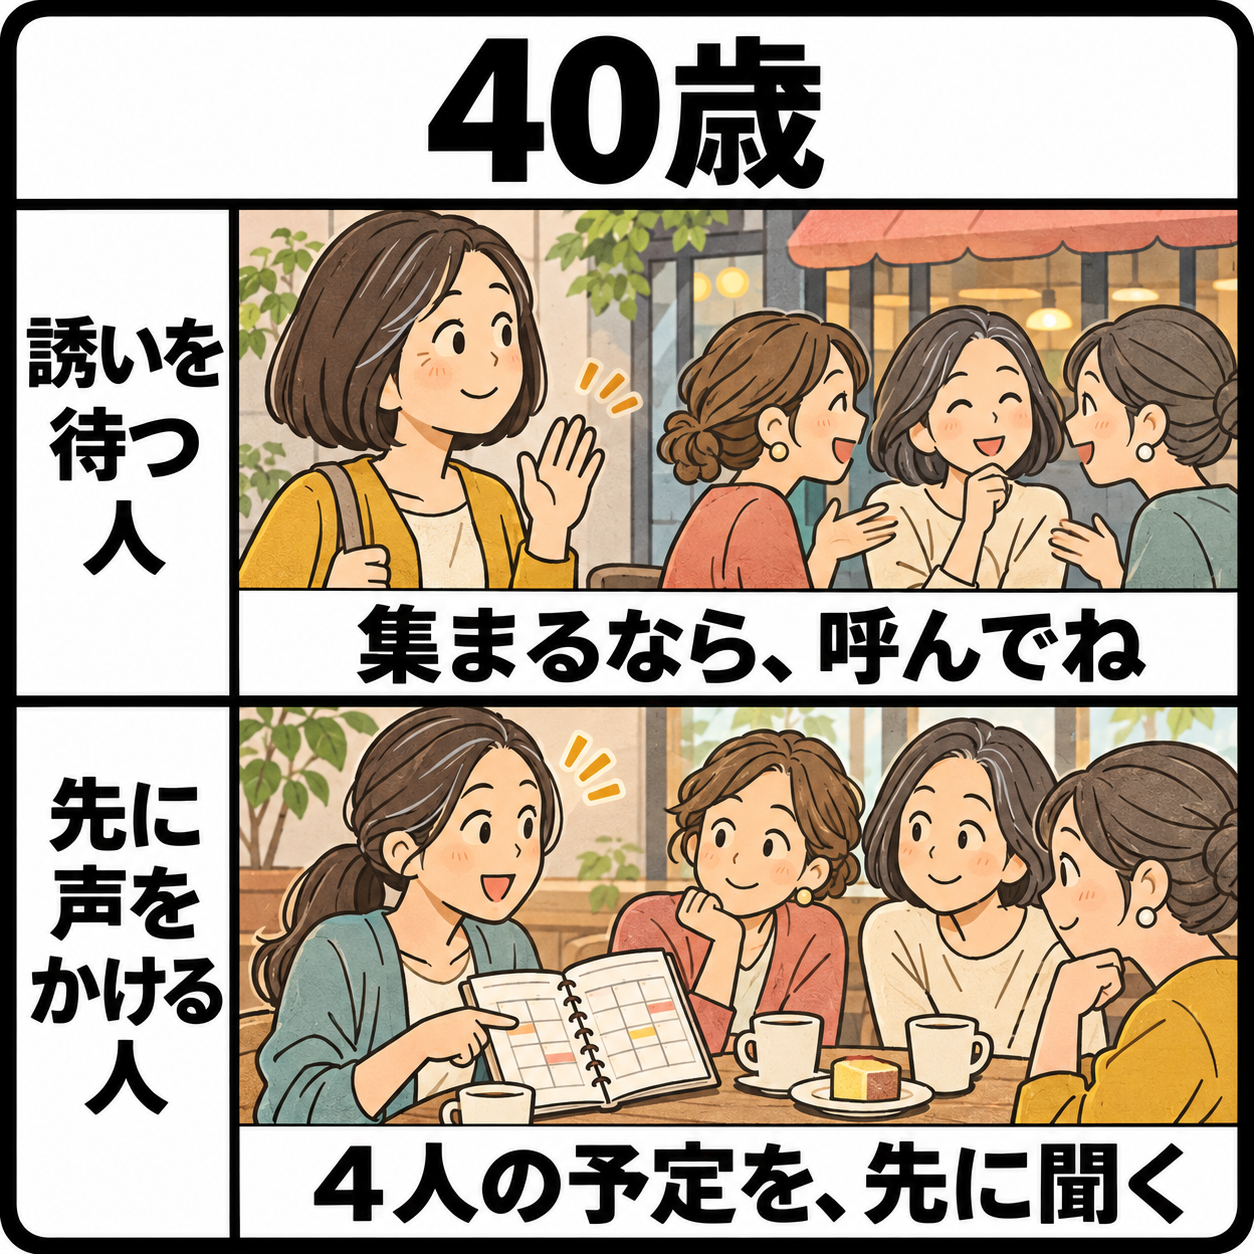 40歳
誘いを
待つ
人
集まるなら、呼んでね
先に
声を
かける
人
4人の予定を、先に聞く